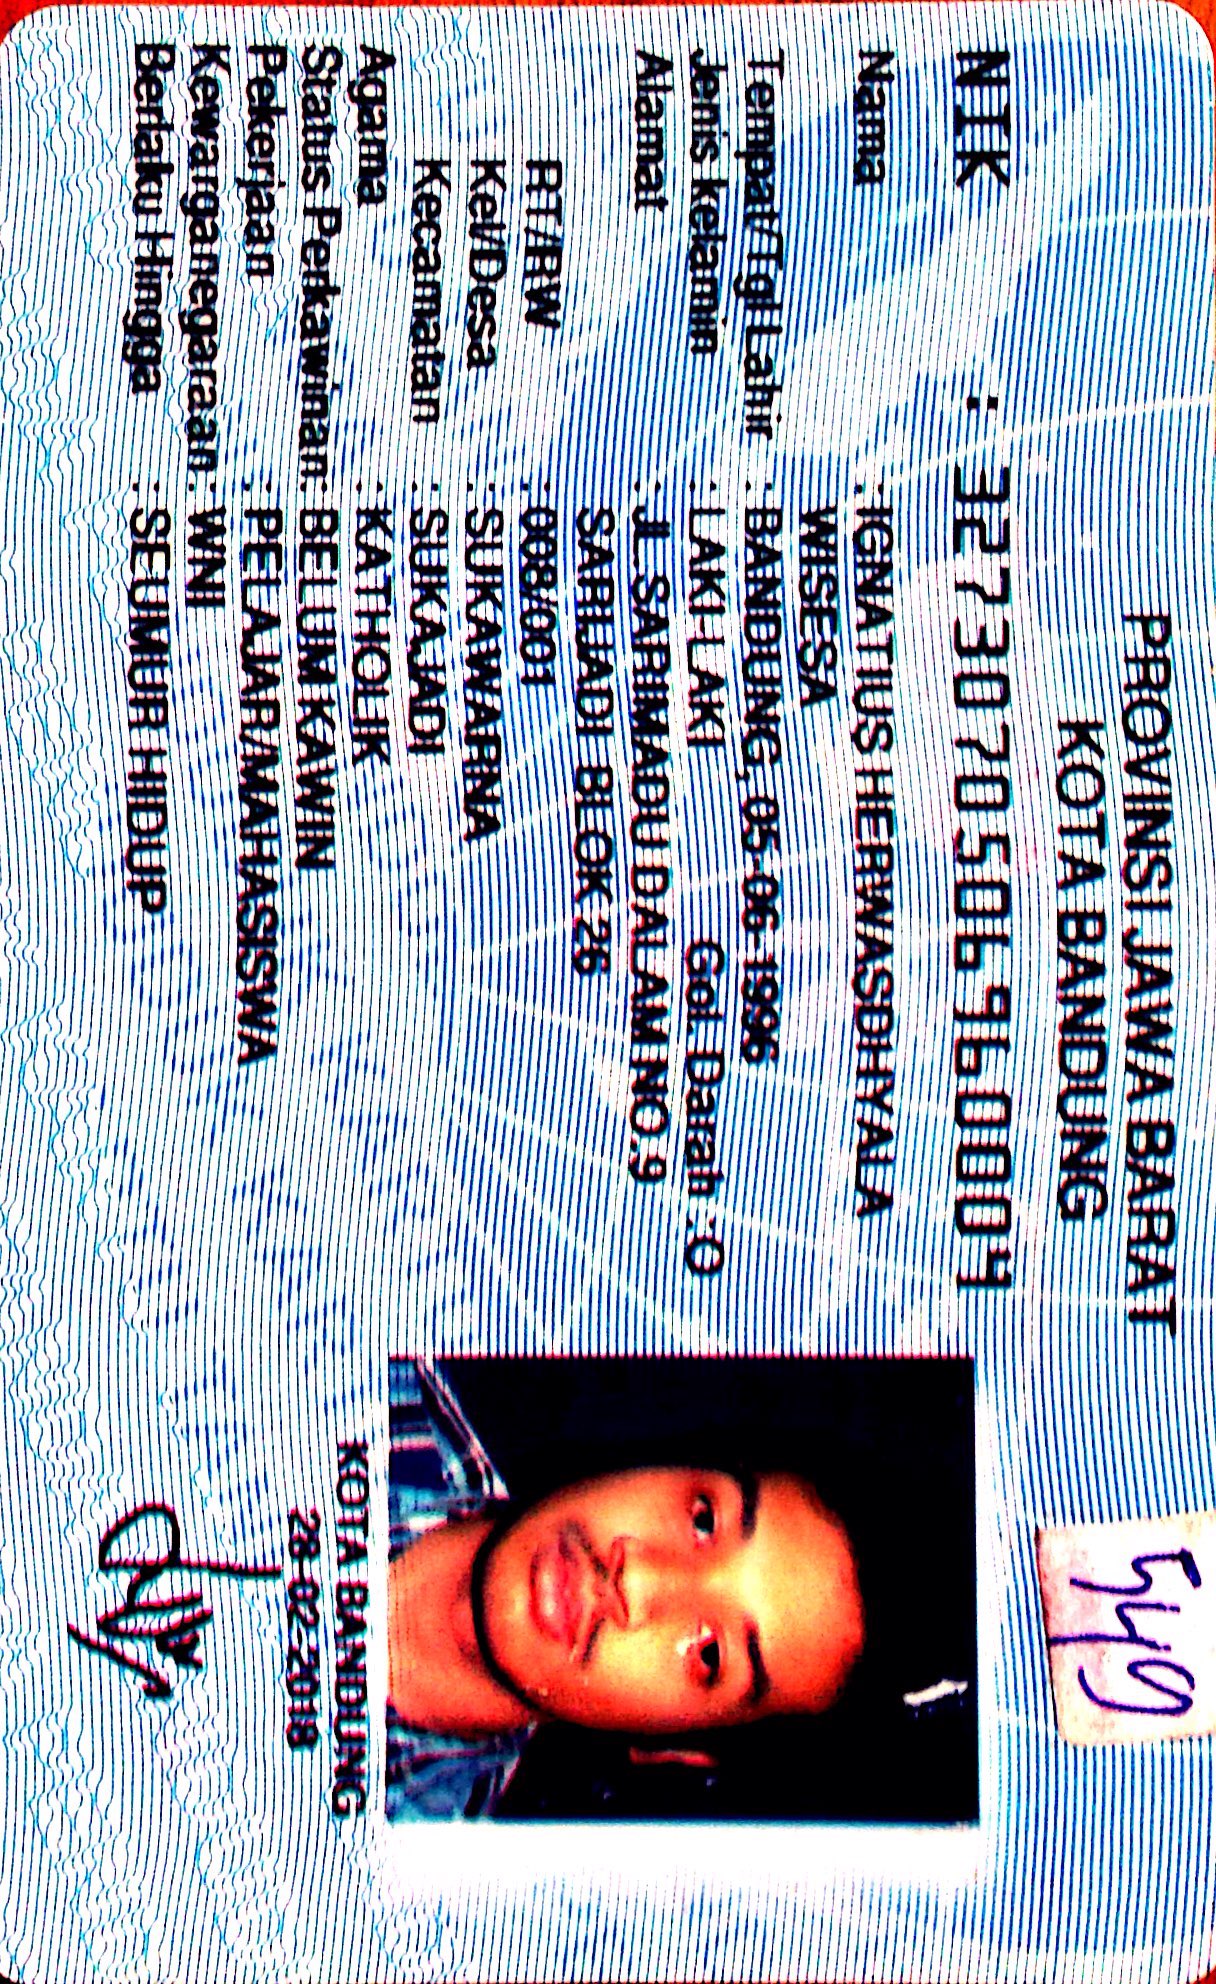 PROVINSI JAWA BARAT
KOTA BANDUNG
549
NIK : 3273070506960004
Nama : IGNATIUS HERWASDHYALA
WISESA
Tempat/Tgl Lahir : BANDUNG, 05-06-1996
Jenis kelamin : LAKI-LAKI Gol. Darah : O
Alamat : JL.SARIMADU DALAM NO.9
SARIJADI BLOK 26
RT/RW : 008/001
Kel/Desa : SUKAWARNA
Kecamatan : SUKAJADI
Agama : KATHOLIK
Status Perkawinan: BELUM KAWIN
Pekerjaan : PELAJAR/MAHASISWA
Kewarganegaraan: WNI
Berlaku Hingga : SEUMUR HIDUP
KOTA BANDUNG
28-02-2018